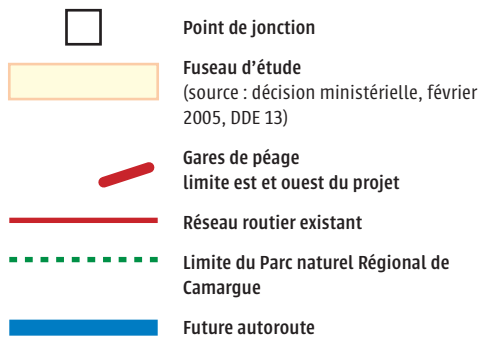 Point de jonction
Fuseau d’étude
(source : décision ministérielle, février
2005, DDE 13)
Gares de péage
limite est et ouest du projet
Réseau routier existant
Limite du Parc naturel Régional de
Camargue
Future autoroute